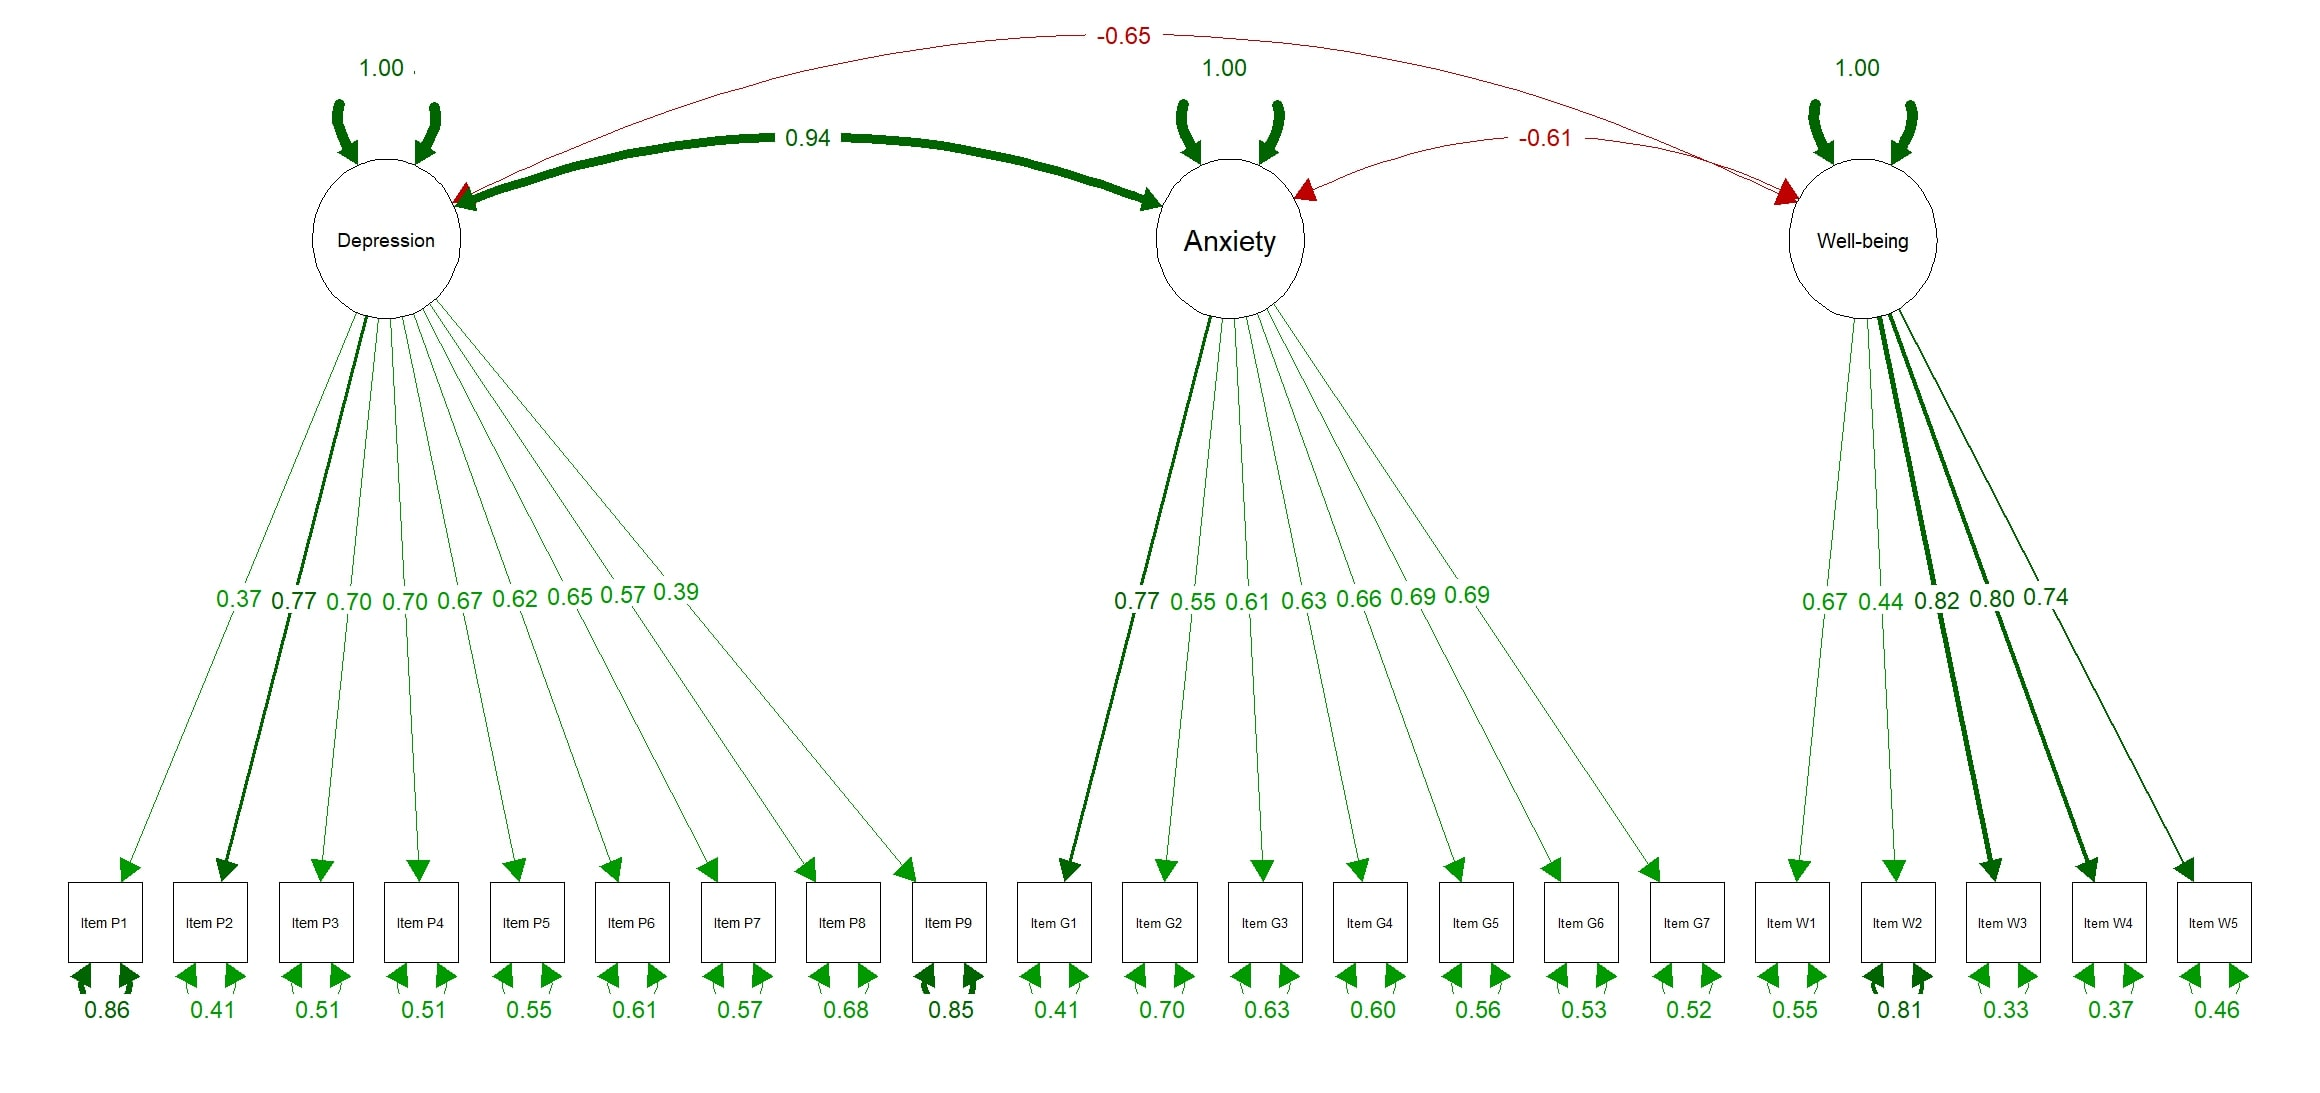 -0.65
1.00 1.00 1.00
0.94 -0.61
Depression Anxiety Well-being
0.37 0.77 0.70 0.70 0.67 0.62 0.65 0.57 0.39 0.77 0.55 0.61 0.63 0.66 0.69 0.69 0.67 0.44 0.82 0.80 0.74
Item P1 Item P2 Item P3 Item P4 Item P5 Item P6 Item P7 Item P8 Item P9 Item G1 Item G2 Item G3 Item G4 Item G5 Item G6 Item G7 Item W1 Item W2 Item W3 Item W4 Item W5
0.86 0.41 0.51 0.51 0.55 0.61 0.57 0.68 0.85 0.41 0.70 0.63 0.60 0.56 0.53 0.52 0.55 0.81 0.33 0.37 0.46